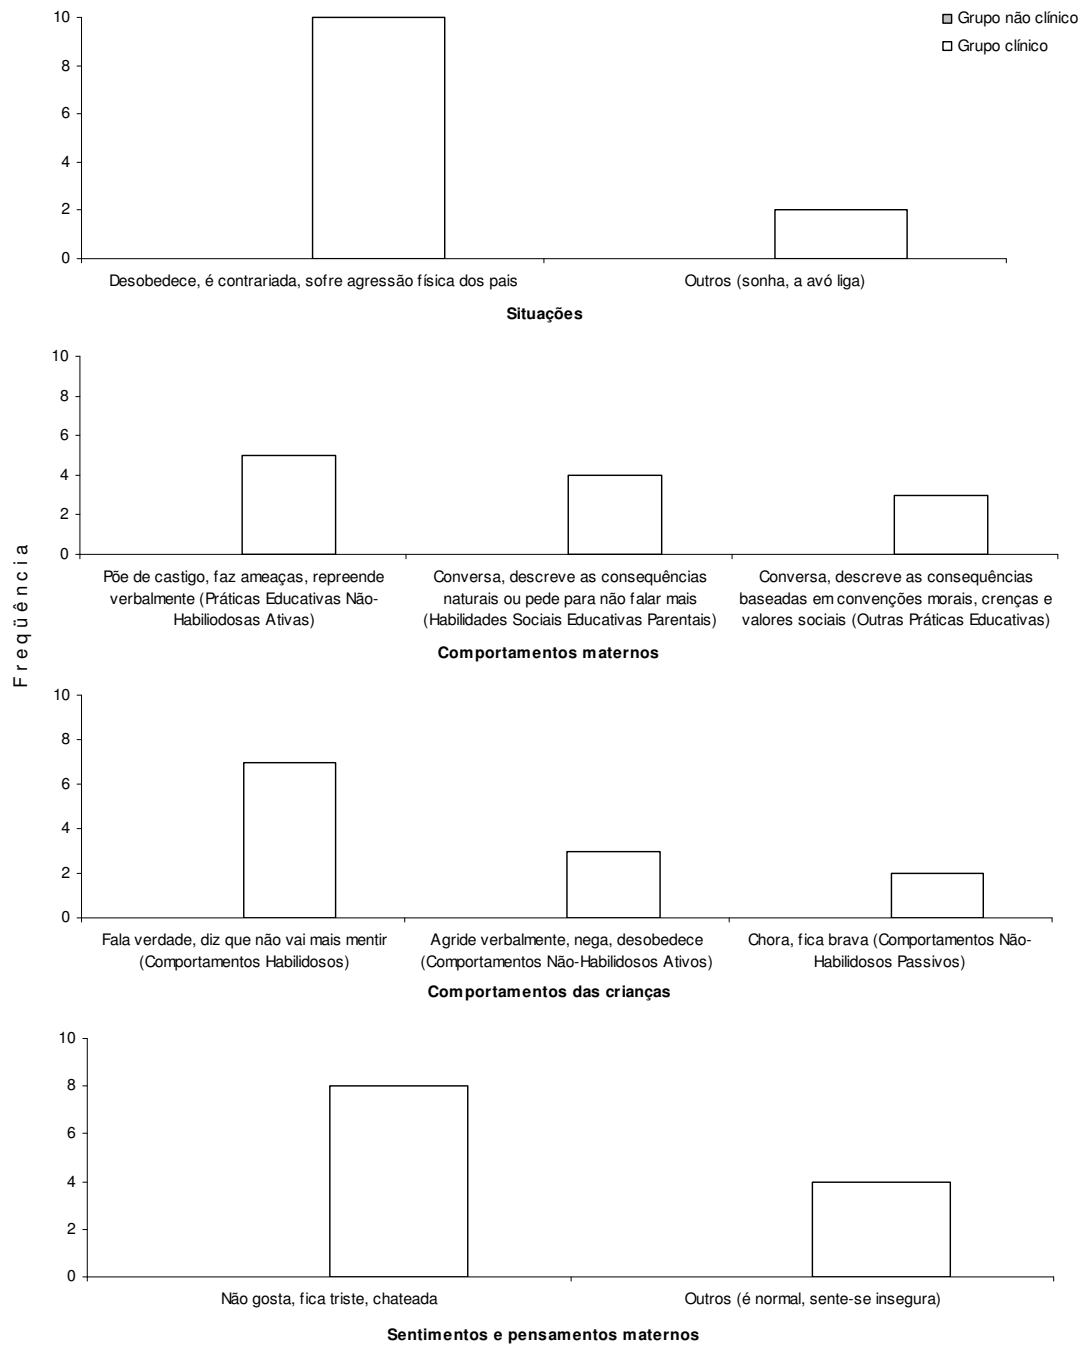 Grupo não clínico
Grupo clínico
10
8
6
4
2
0
Desobedece, é contrariada, sofre agressão física dos pais
Outros (sonha, a avó liga)
Situações
Freqüência
10
8
6
4
2
0
Põe de castigo, faz ameaças, repreende
verbalmente (Práticas Educativas Não-
Habiliodosas Ativas)
Conversa, descreve as consequências
naturais ou pede para não falar mais
(Habilidades Sociais Educativas Parentais)
Conversa, descreve as consequências
baseadas em convenções morais, crenças e
valores sociais (Outras Práticas Educativas)
Comportamentos maternos
10
8
6
4
2
0
Fala verdade, diz que não vai mais mentir
(Comportamentos Habilidosos)
Agride verbalmente, nega, desobedece
(Comportamentos Não-Habilidosos Ativos)
Chora, fica brava (Comportamentos Não-
Habilidosos Passivos)
Comportamentos das crianças
10
8
6
4
2
0
Não gosta, fica triste, chateada
Outros (é normal, sente-se insegura)
Sentimentos e pensamentos maternos